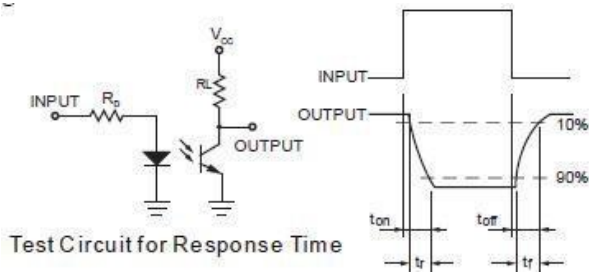 Vcc
RL
INPUT
RD
OUTPUT
Test Circuit for Response Time
INPUT
OUTPUT
10%
90%
ton
toff
tr
tf